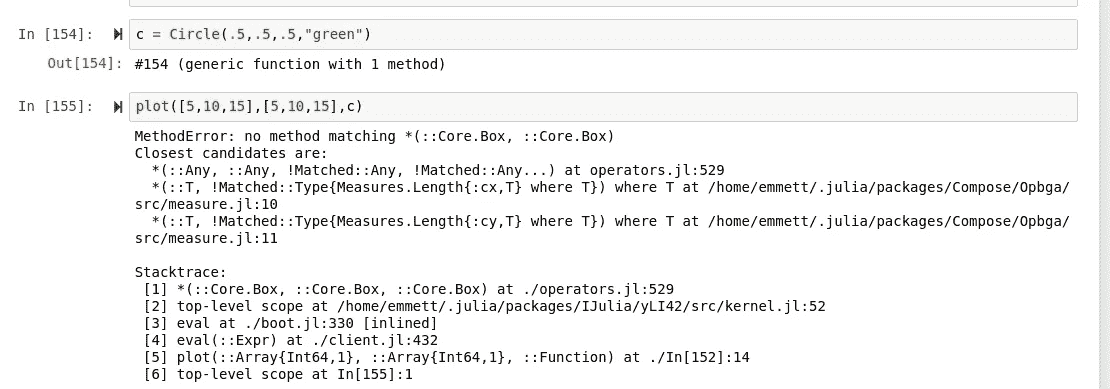 In [154]: c = Circle(.5,.5,.5,"green")
Out[154]: #154 (generic function with 1 method)
In [155]: plot([5,10,15],[5,10,15],c)
MethodError: no method matching *(::Core.Box, ::Core.Box)
Closest candidates are:
*(::Any, ::Any, !Matched::Any, !Matched::Any...) at operators.jl:529
*(::T, !Matched::Type{Measures.Length{:cx,T} where T}) where T at /home/emmett/.julia/packages/Compose/Opbga/
src/measure.jl:10
*(::T, !Matched::Type{Measures.Length{:cy,T} where T}) where T at /home/emmett/.julia/packages/Compose/Opbga/
src/measure.jl:11
Stacktrace:
[1] *(::Core.Box, ::Core.Box, ::Core.Box) at ./operators.jl:529
[2] top-level scope at /home/emmett/.julia/packages/IJulia/yLI42/src/kernel.jl:52
[3] eval at ./boot.jl:330 [inlined]
[4] eval(::Expr) at ./client.jl:432
[5] plot(::Array{Int64,1}, ::Array{Int64,1}, ::Function) at ./In[152]:14
[6] top-level scope at In[155]:1